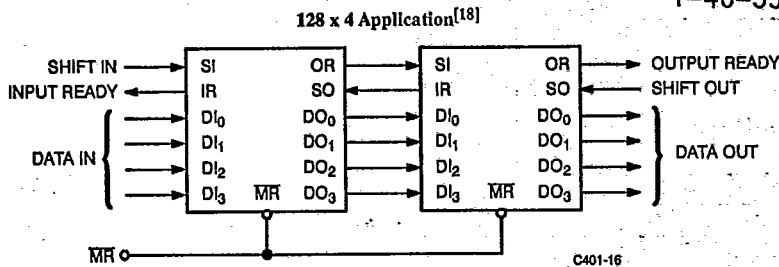 128 x 4 Application[18]
SHIFT IN
INPUT READY
DATA IN
SI
IR
DI0
DI1
DI2
DI3
OR
SO
DO0
DO1
DO2
DO3
MR
SI
IR
DI0
DI1
DI2
DI3
OR
SO
DO0
DO1
DO2
DO3
MR
OUTPUT READY
SHIFT OUT
DATA OUT
MR
C401-16